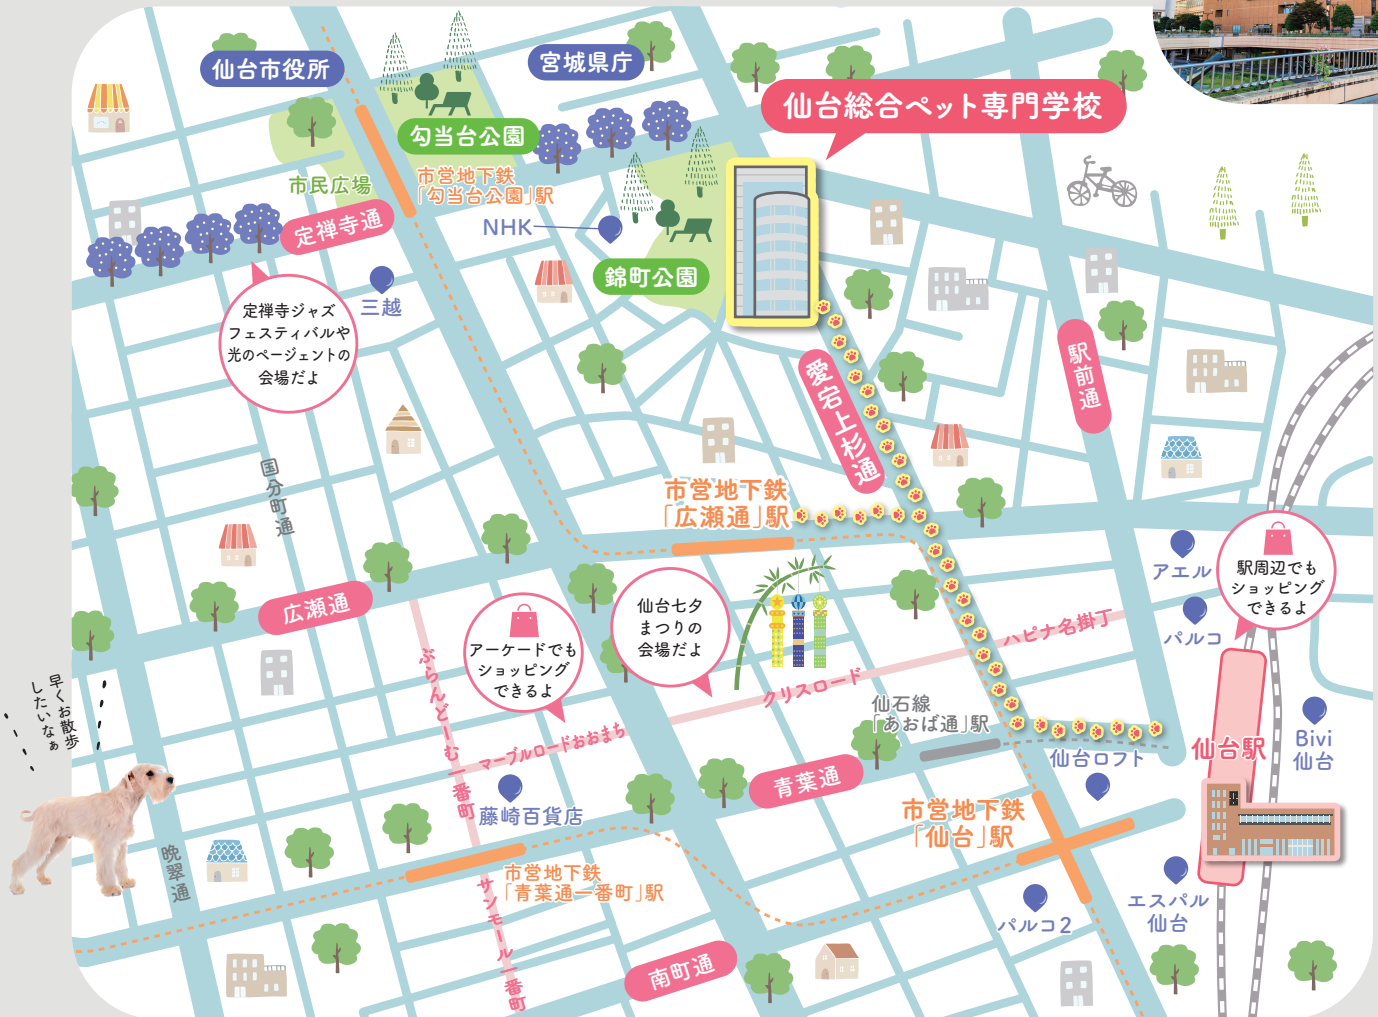 仙台市役所
宮城県庁
仙台総合ペット専門学校
勾当台公園
市営地下鉄
「勾当台公園」駅
市民広場
定禅寺通
NHK
錦町公園
三越
定禅寺ジャズ
フェスティバルや
光のページェントの
会場だよ
愛宕上杉通
駅前通
国分町通
市営地下鉄
「広瀬通」駅
アエル
パルコ
駅周辺でも
ショッピング
できるよ
広瀬通
アーケードでも
ショッピング
できるよ
仙台七夕
まつりの
会場だよ
ハピナ名掛丁
クリスロード
ぶらんどーむ一番町
マーブルロードおおまち
仙石線
「あおば通」駅
早くお散歩
したいなぁ
仙台駅
Bivi
仙台
仙台ロフト
青葉通
藤崎百貨店
市営地下鉄
「仙台」駅
晩翠通
市営地下鉄
「青葉通一番町」駅
サンモール一番町
エスパル
仙台
パルコ2
南町通